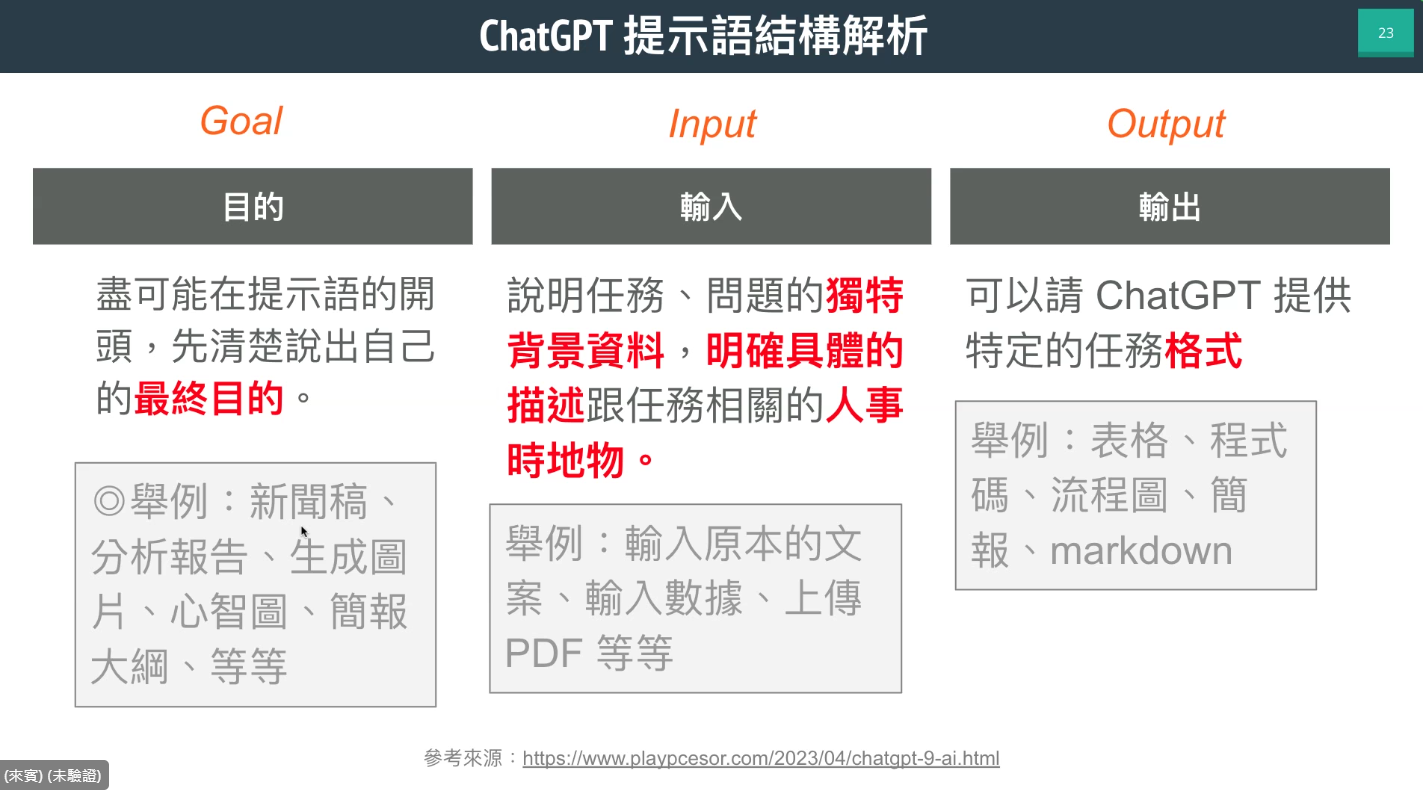 ChatGPT 提示語結構解析
23
Goal
目的
盡可能在提示語的開
頭，先清楚說出自己
的最終目的。
◎舉例：新聞稿、
分析報告、生成圖
片、心智圖、簡報
大綱、等等
Input
輸入
說明任務、問題的獨特
背景資料，明確具體的
描述跟任務相關的人事
時地物。
舉例：輸入原本的文
案、輸入數據、上傳
PDF 等等
Output
輸出
可以請 ChatGPT 提供
特定的任務格式
舉例：表格、程式
碼、流程圖、簡
報、markdown
參考來源：https://www.playpcesor.com/2023/04/chatgpt-9-ai.html
(來賓) (未驗證)